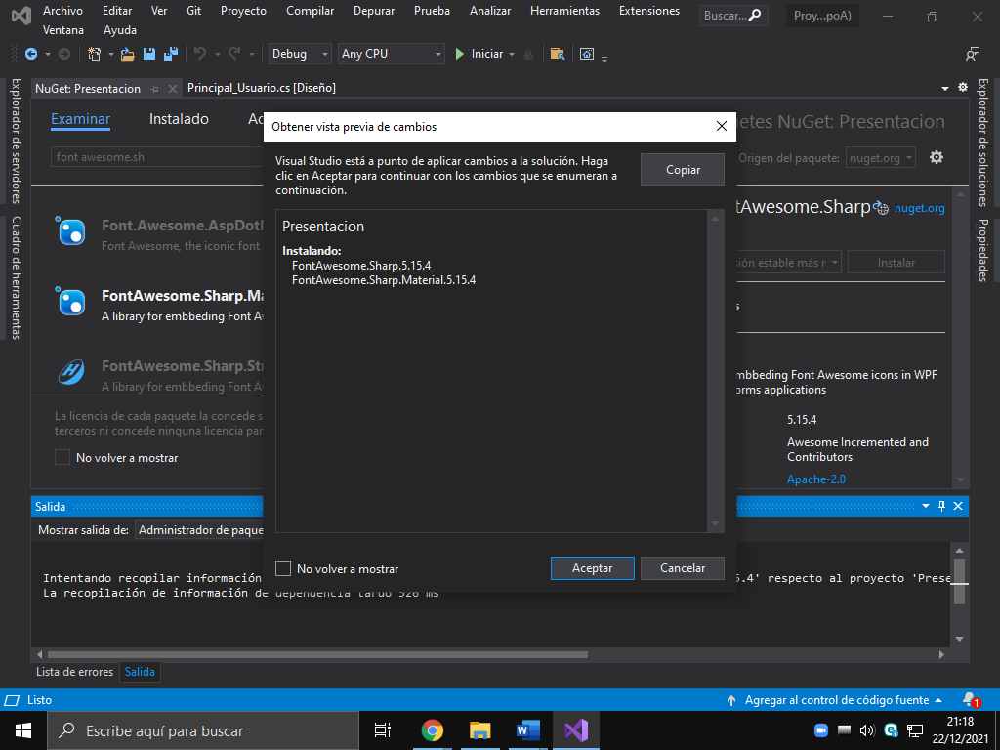 Archivo Editar Ver Git Proyecto Compilar Depurar Prueba Analizar Herramientas Extensiones
Ventana Ayuda
Buscar...
Proy...poA)
Debug Any CPU Iniciar
NuGet: Presentacion
Principal_Usuario.cs [Diseño]
Explorador de servidores
Cuadro de herramientas
Explorador de soluciones
Propiedades
Examinar Instalado
etes NuGet: Presentacion
font awesome.sh
Origen del paquete: nuget.org
Font.Awesome.AspDot
Font Awesome, the iconic font
FontAwesome.Sharp.Ma
A library for embbeding Font A
FontAwesome.Sharp.Str
A library for embbeding Font A
La licencia de cada paquete la concede s
terceros ni concede ninguna licencia par
No volver a mostrar
tAwesome.Sharp nuget.org
sión estable más r Instalar
mbbeding Font Awesome icons in WPF
orms applications
5.15.4
Awesome Incremented and
Contributors
Apache-2.0
Obtener vista previa de cambios
Visual Studio está a punto de aplicar cambios a la solución. Haga
clic en Aceptar para continuar con los cambios que se enumeran a
continuación.
Copiar
Presentacion
Instalando:
FontAwesome.Sharp.5.15.4
FontAwesome.Sharp.Material.5.15.4
No volver a mostrar
Aceptar Cancelar
Salida
Mostrar salida de: Administrador de paque
Intentando recopilar información 5.4' respecto al proyecto 'Prese
La recopilación de información de dependencia tardó 526 ms
Lista de errores Salida
Listo
Agregar al control de código fuente
1
Escribe aquí para buscar
21:18
22/12/2021